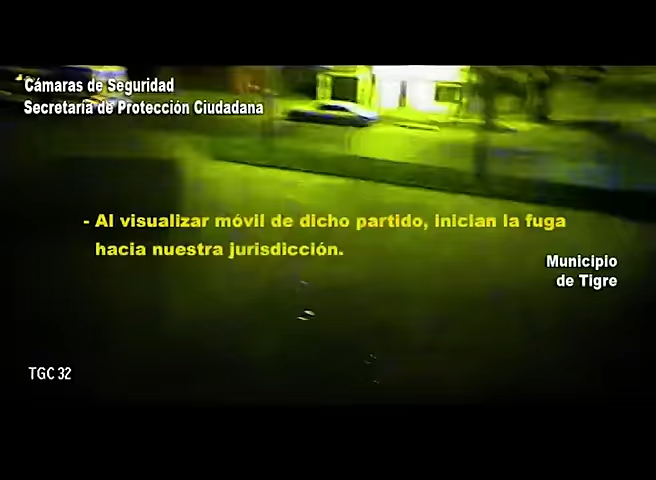 Cámaras de Seguridad
Secretaría de Protección Ciudadana
- Al visualizar móvil de dicho partido, inician la fuga
hacia nuestra jurisdicción.
Municipio
de Tigre
TGC 32